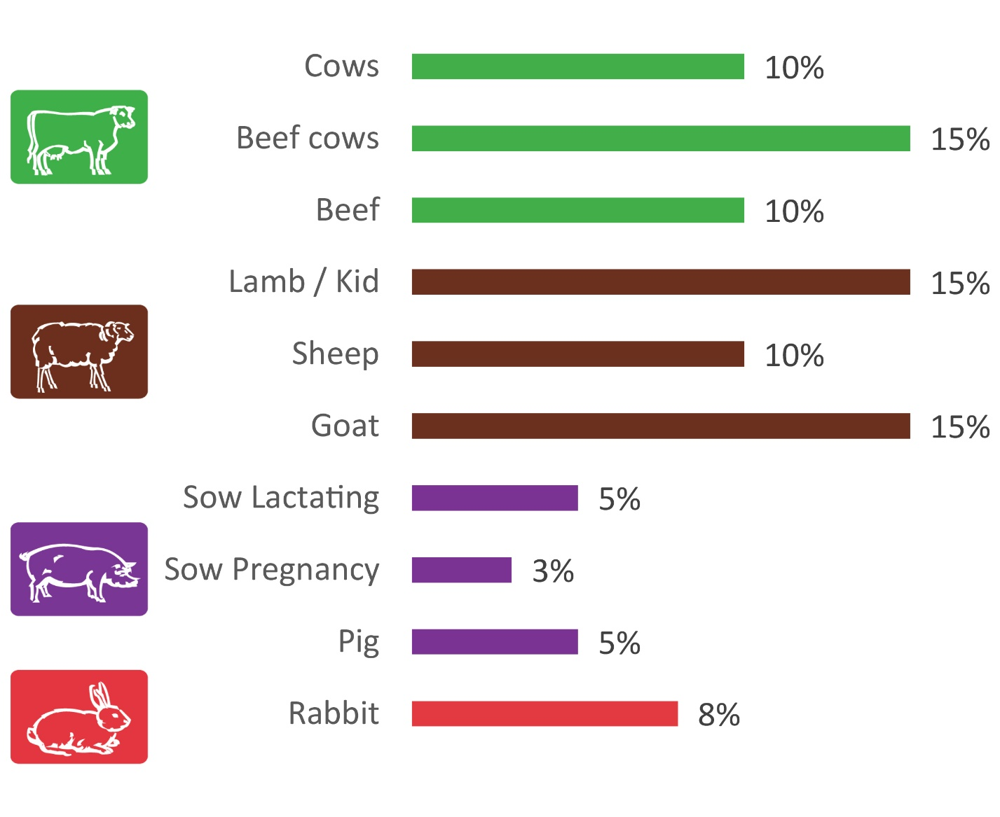 Cows 10%
Beef cows 15%
Beef 10%
Lamb / Kid 15%
Sheep 10%
Goat 15%
Sow Lactating 5%
Sow Pregnancy 3%
Pig 5%
Rabbit 8%